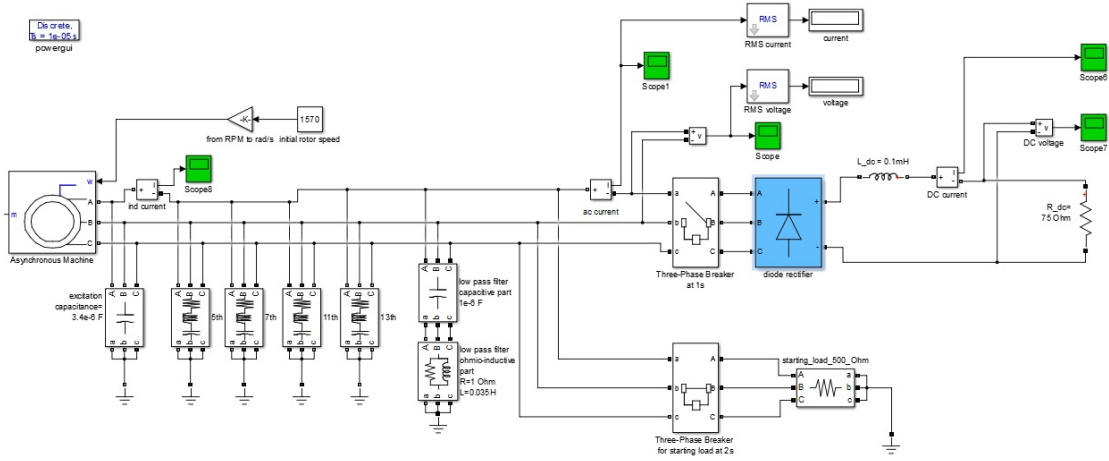 Discrete,
Ts = 1e-05 s
powergui
RMS
RMS current
current
Scope1
RMS
RMS voltage
voltage
Scope6
-K-
1570
from RPM to rad/s
initial rotor speed
+ v -
Scope
+ v -
DC voltage
Scope7
Scope8
w
m
A
B
C
Asynchronous Machine
+ i -
ind current
+ i -
ac current
L_dc = 0.1mH
+ i -
DC current
R_dc=
75 Ohm
a A
b B
c C
Three-Phase Breaker
at 1s
A +
B
C -
diode rectifier
excitation
capacitance=
3.4e-6 F
A B C
a b c
A B C
5th
a b c
A B C
7th
a b c
A B C
11th
a b c
A B C
13th
a b c
A B C
low pass filter
capacitive part
1e-6 F
a b c
A B C
low pass filter
ohmio-inductive
part
R=1 Ohm
L=0.035H
a b c
a A
b B
c C
Three-Phase Breaker
for starting load at 2s
starting_load_500_Ohm
A a
B b
C c